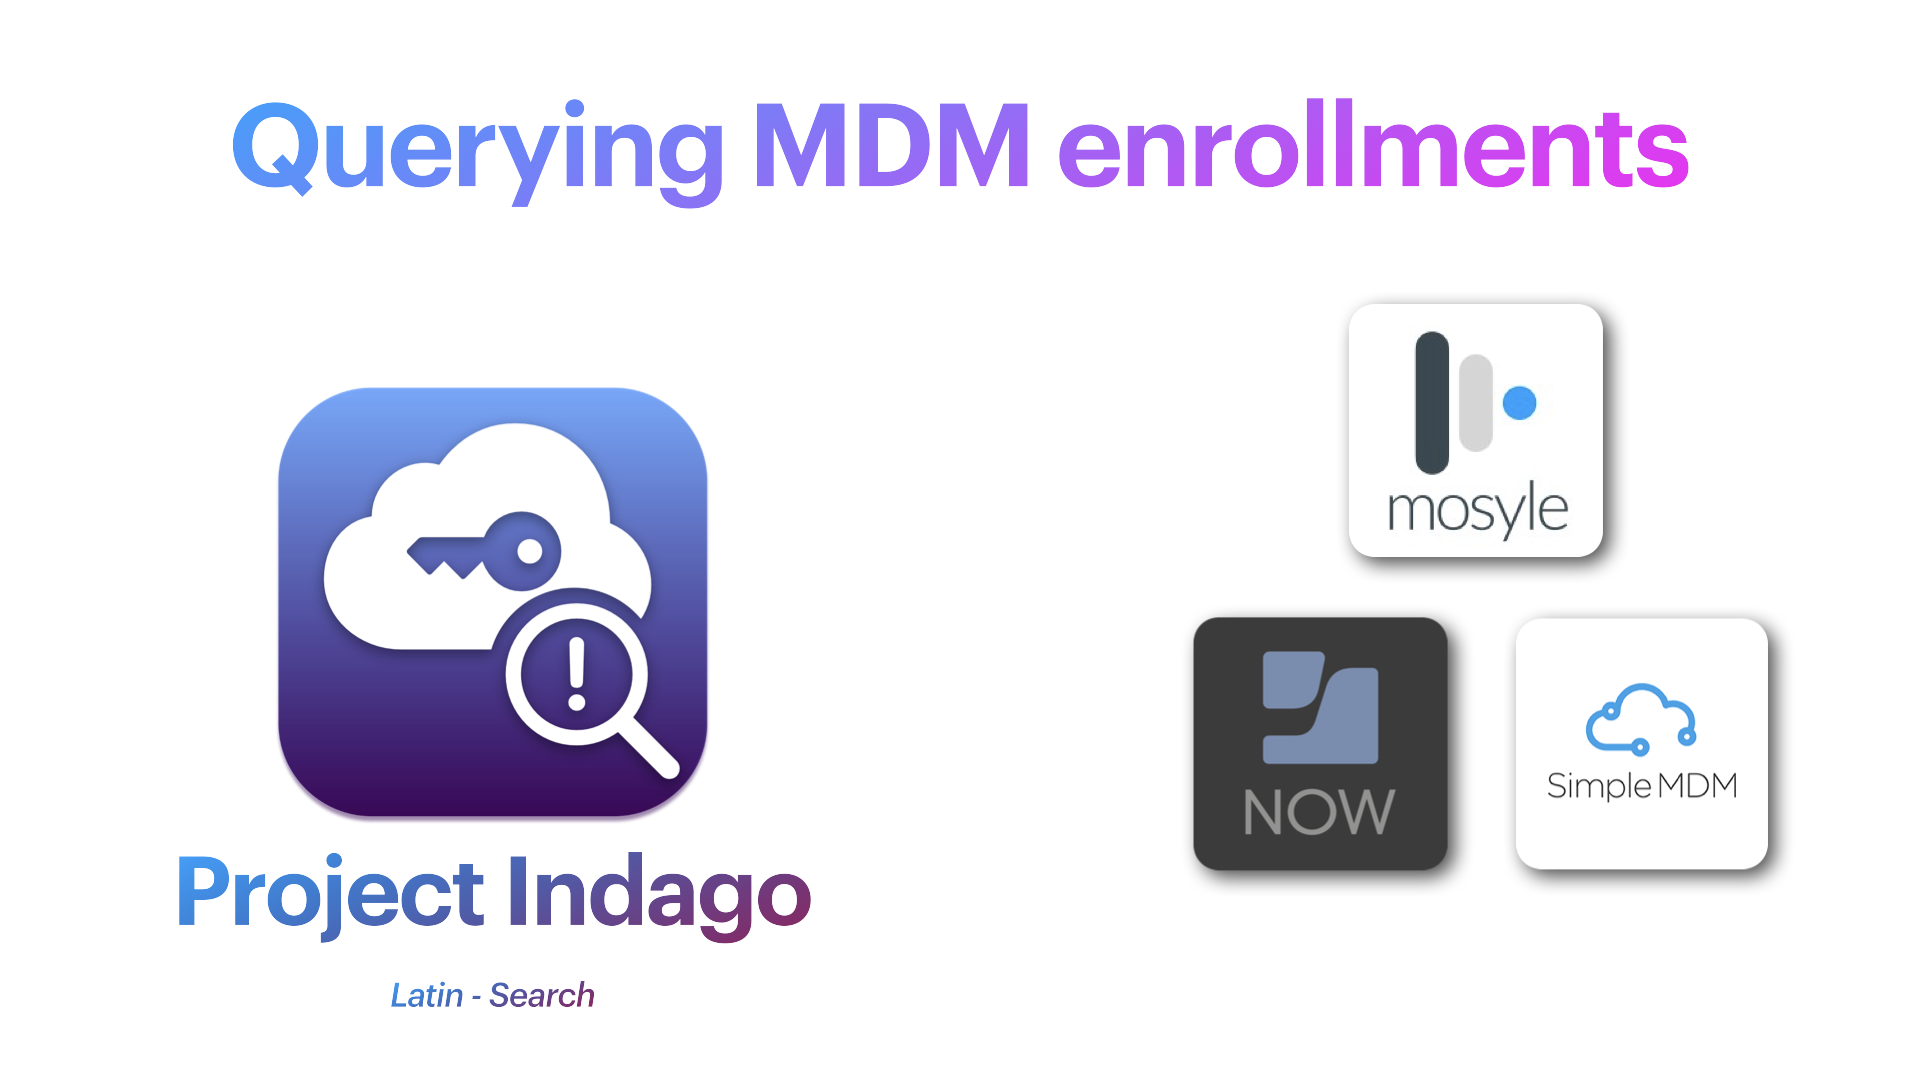 Querying MDM enrollments
mosyle
NOW
SimpleMDM
Project Indago
Latin - Search